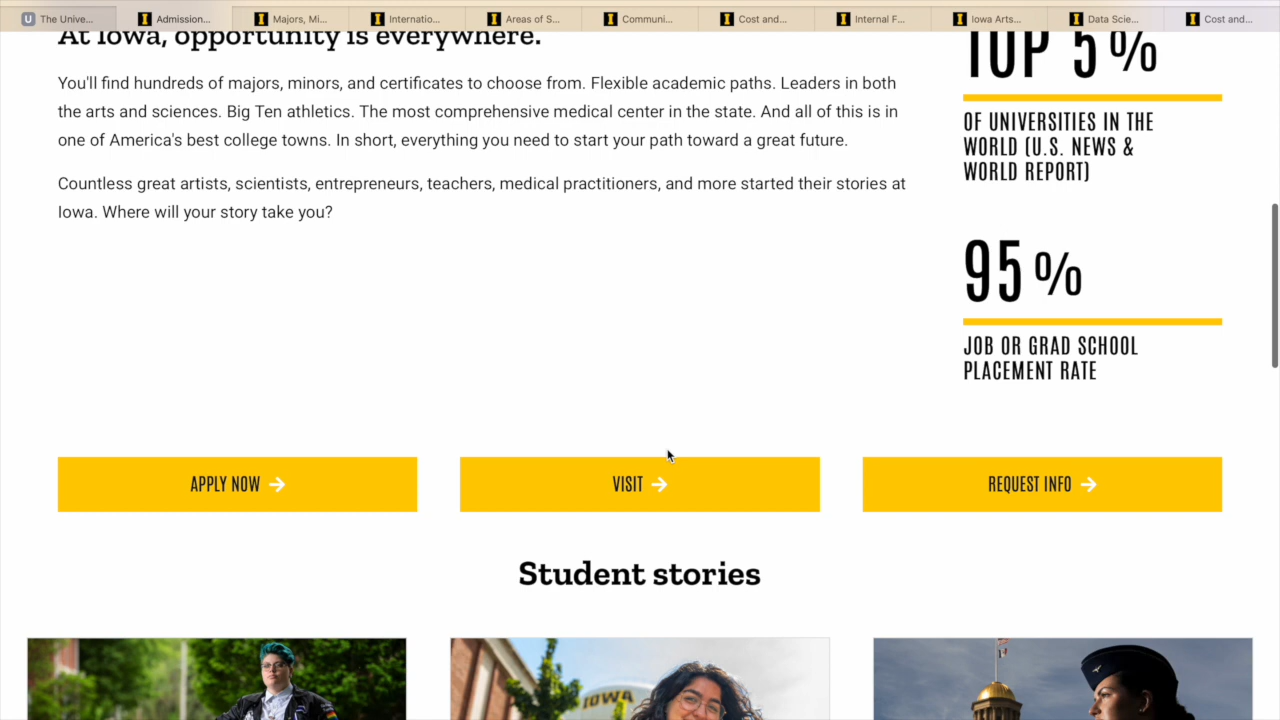 The Unive...
Admission...
Majors, Mi...
Internatio...
Areas of S...
Communi...
Cost and...
Internal F...
Iowa Arts...
Data Scie...
Cost and...
At Iowa, opportunity is everywhere.
You'll find hundreds of majors, minors, and certificates to choose from. Flexible academic paths. Leaders in both
the arts and sciences. Big Ten athletics. The most comprehensive medical center in the state. And all of this is in
one of America's best college towns. In short, everything you need to start your path toward a great future.
Countless great artists, scientists, entrepreneurs, teachers, medical practitioners, and more started their stories at
Iowa. Where will your story take you?
TOP 5%
OF UNIVERSITIES IN THE
WORLD (U.S. NEWS &
WORLD REPORT)
95%
JOB OR GRAD SCHOOL
PLACEMENT RATE
APPLY NOW
VISIT
REQUEST INFO
Student stories
IOWA